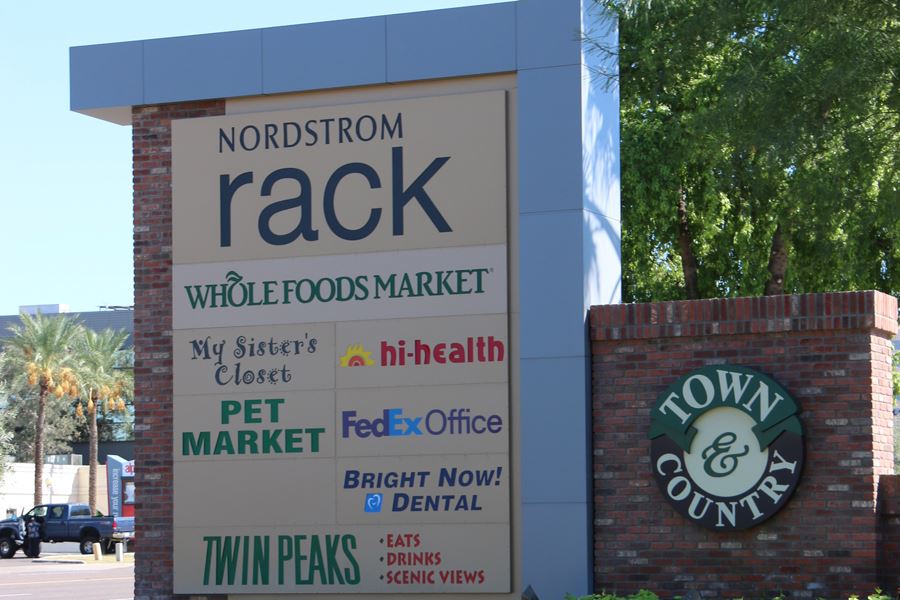 NORDSTROM
rack
WHOLE FOODS MARKET
My Sister's
Closet
hi-health
PET
MARKET
FedEx Office
BRIGHT NOW!
DENTAL
TWIN PEAKS
• EATS
• DRINKS
• SCENIC VIEWS
TOWN
&
COUNTRY